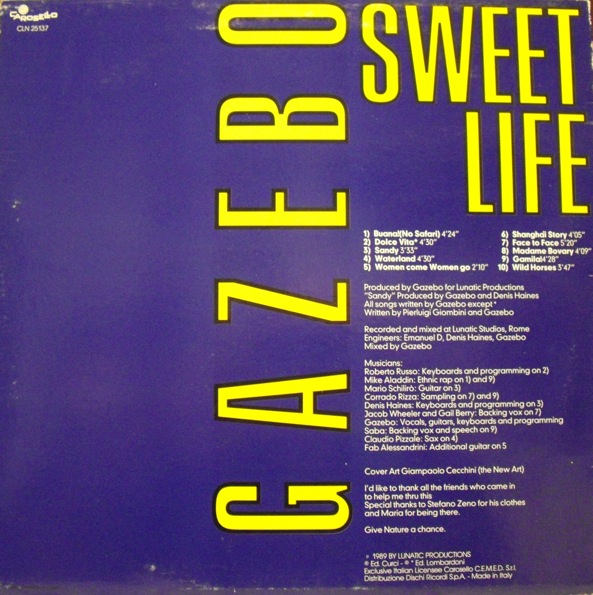 CAROSELLO
CLN 25137
GAZEBO
SWEET
LIFE
1) Buana!(No Safari) 4'24"
2) Dolce Vita* 4'30"
3) Sandy 3'33"
4) Waterland 4'30"
5) Women come Women go 2'10"
6) Shanghdi Story 4'05"
7) Face to Face 5'20"
8) Madame Bovary 4'09"
9) Gamila!4'28"
10) Wild Horses 3'47"
Produced by Gazebo for Lunatic Productions
"Sandy" Produced by Gazebo and Denis Haines
All songs written by Gazebo except*
Written by Pierluigi Giombini and Gazebo
Recorded and mixed at Lunatic Studios, Rome
Engineers: Emanuel D, Denis Haines, Gazebo
Mixed by Gazebo
Musicians:
Roberto Russo: Keyboards and programming on 2)
Mike Aladdin: Ethnic rap on 1) and 9)
Mario Schilirò: Guitar on 3)
Corrado Rizza: Sampling on 7) and 9)
Denis Haines: Keyboards and programming on 3)
Jacob Wheeler and Gail Berry: Backing vox on 7)
Gazebo: Vocals, guitars, keyboards and programming
Saba: Backing vox and speech on 9)
Claudio Pizzale: Sax on 4)
Fab Alessandrini: Additional guitar on 5
Cover Art Giampaolo Cecchini (the New Art)
I'd like to thank all the friends who came in
to help me thru this
Special thanks to Stefano Zeno for his clothes
and Maria for being there.
Give Nature a chance.
℗ 1989 BY LUNATIC PRODUCTIONS
® Ed. Curci - ® * Ed. Lombardoni
Exclusive Italian Licensee Carosello C.E.M.E.D. S.r.l.
Distribuzione Dischi Ricordi S.p.A. - Made in Italy